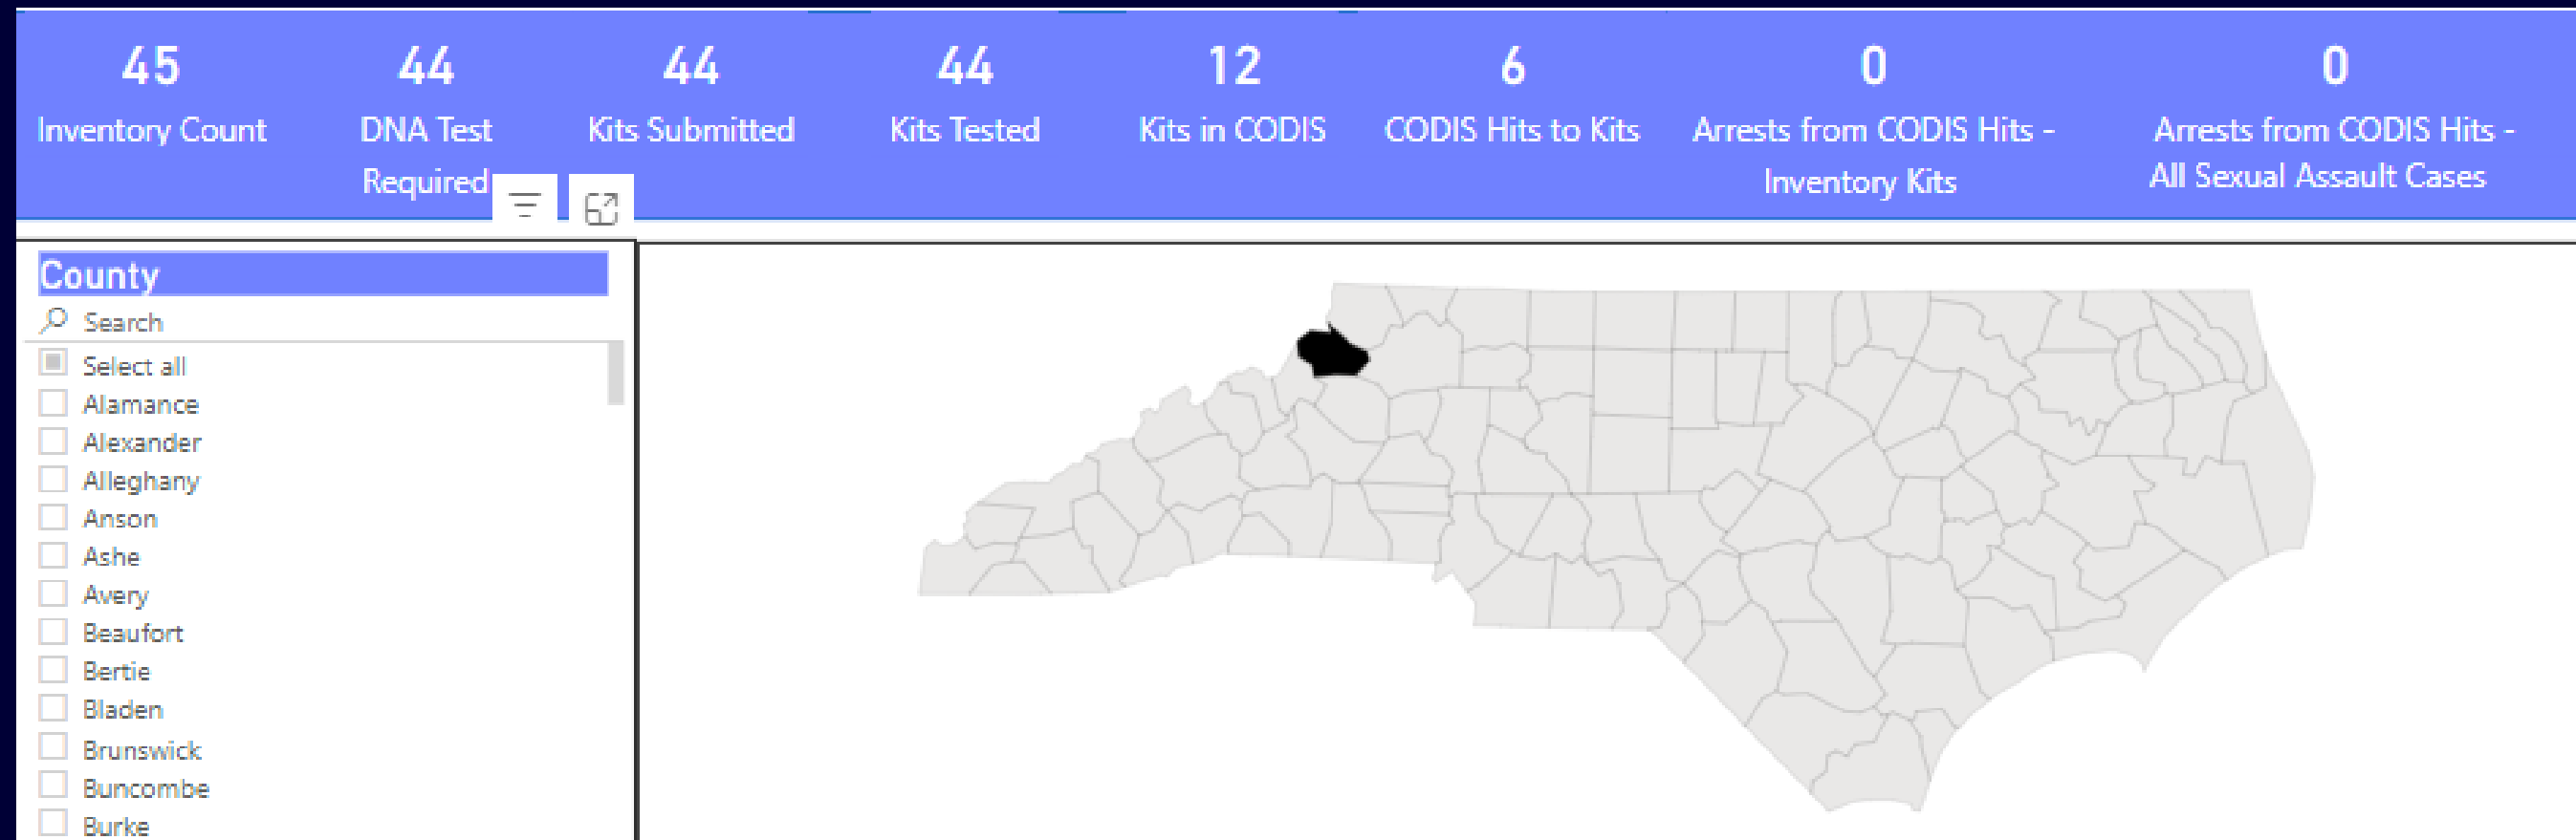 45
Inventory Count
44
DNA Test
Required
44
Kits Submitted
44
Kits Tested
12
Kits in CODIS
6
CODIS Hits to Kits
0
Arrests from CODIS Hits -
Inventory Kits
0
Arrests from CODIS Hits -
All Sexual Assault Cases
County
Search
Select all
Alamance
Alexander
Alleghany
Anson
Ashe
Avery
Beaufort
Bertie
Bladen
Brunswick
Buncombe
Burke